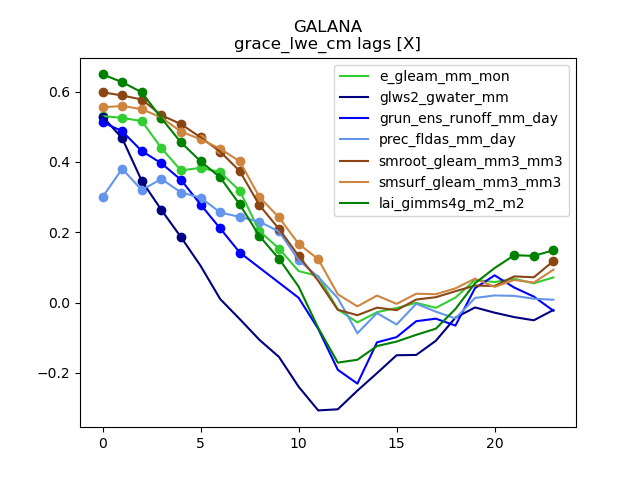 GALANA
grace_lwe_cm lags [X]
e_gleam_mm_mon
glws2_gwater_mm
grun_ens_runoff_mm_day
prec_fldas_mm_day
smroot_gleam_mm3_mm3
smsurf_gleam_mm3_mm3
lai_gimms4g_m2_m2
0.6
0.4
0.2
0.0
−0.2
0 5 10 15 20